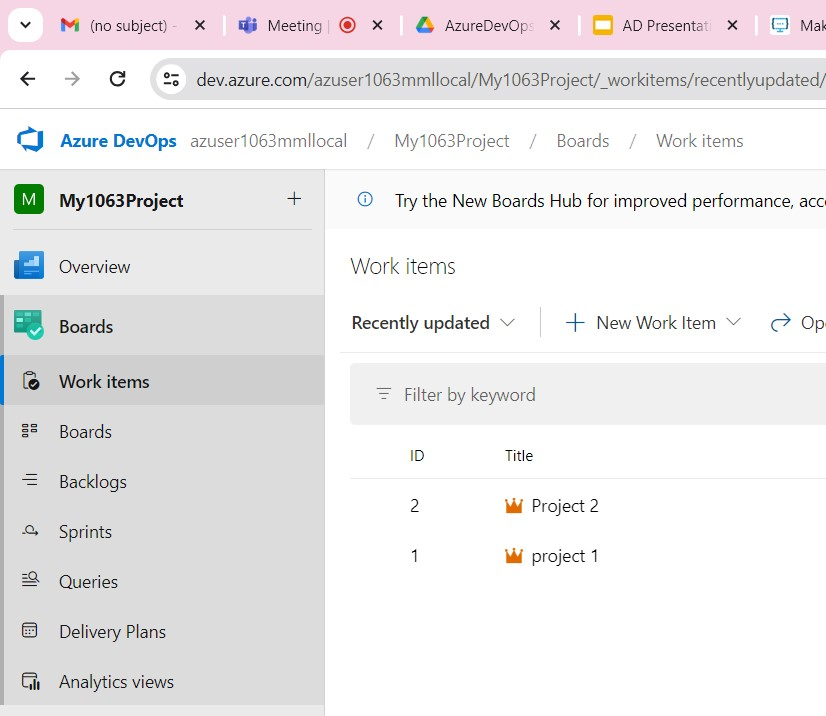 (no subject) -
Meeting |
AzureDevOps
AD Presentat
Mak
dev.azure.com/azuser1063mmllocal/My1063Project/_workitems/recentlyupdated/
Azure DevOps azuser1063mmllocal / My1063Project / Boards / Work items
M My1063Project +
Try the New Boards Hub for improved performance, acc
Overview
Boards
Work items
Boards
Backlogs
Sprints
Queries
Delivery Plans
Analytics views
Work items
Recently updated
New Work Item
Op
Filter by keyword
ID Title
2 Project 2
1 project 1